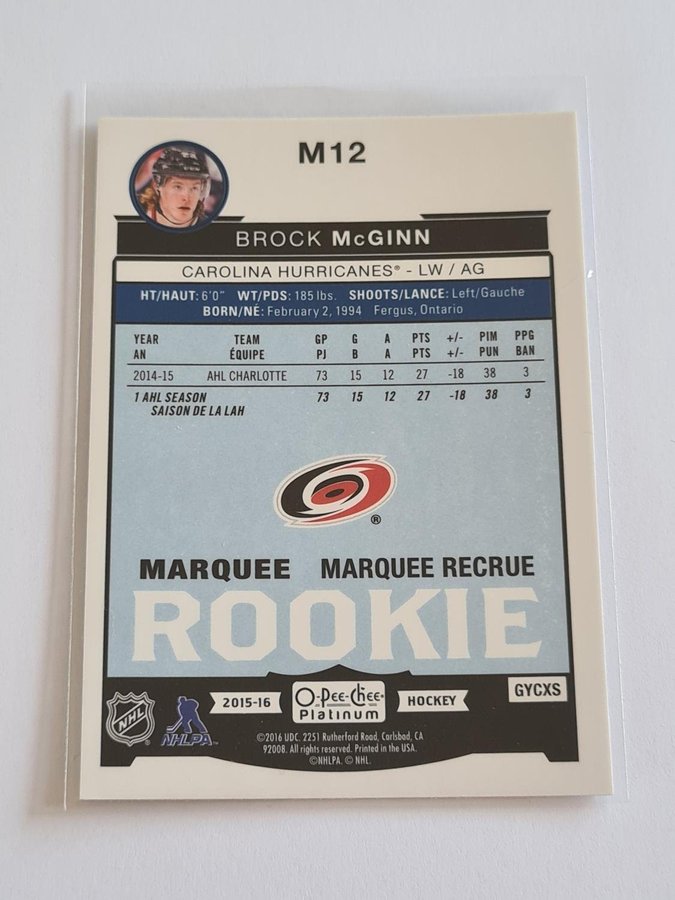 M12
BROCK McGINN
CAROLINA HURRICANES® - LW / AG
HT/HAUT: 6'0" WT/PDS: 185 lbs. SHOOTS/LANCE: Left/Gauche
BORN/NÉ: February 2, 1994 Fergus, Ontario
YEAR TEAM GP G A PTS +/- PIM PPG
AN ÉQUIPE PJ B A PTS +/- PUN BAN
2014-15 AHL CHARLOTTE 73 15 12 27 -18 38 3
1 AHL SEASON 73 15 12 27 -18 38 3
SAISON DE LA LAH
®
MARQUEE MARQUEE RECRUE
ROOKIE
GYCXS
NHL NHLPA 2015-16 O-Pee-Chee Platinum HOCKEY
©2016 UDC. 2251 Rutherford Road, Carlsbad, CA
92008. All rights reserved. Printed in the USA.
©NHLPA. © NHL.